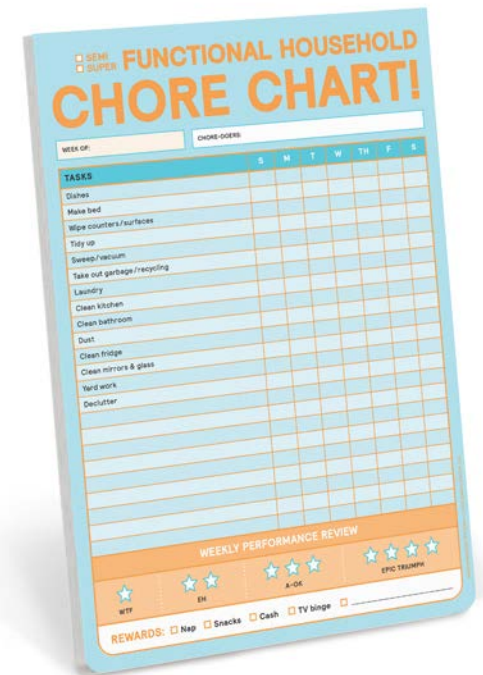 SEMI
SUPER
FUNCTIONAL HOUSEHOLD
CHORE CHART!
WEEK OF:
CHORE-DOERS:
TASKS S M T W TH F S
Dishes
Make bed
Wipe counters/surfaces
Tidy up
Sweep/vacuum
Take out garbage/recycling
Laundry
Clean kitchen
Clean bathroom
Dust
Clean fridge
Clean mirrors & glass
Yard work
Declutter
WEEKLY PERFORMANCE REVIEW
WTF
EH
A-OK
EPIC TRIUMPH
REWARDS: Nap Snacks Cash TV binge